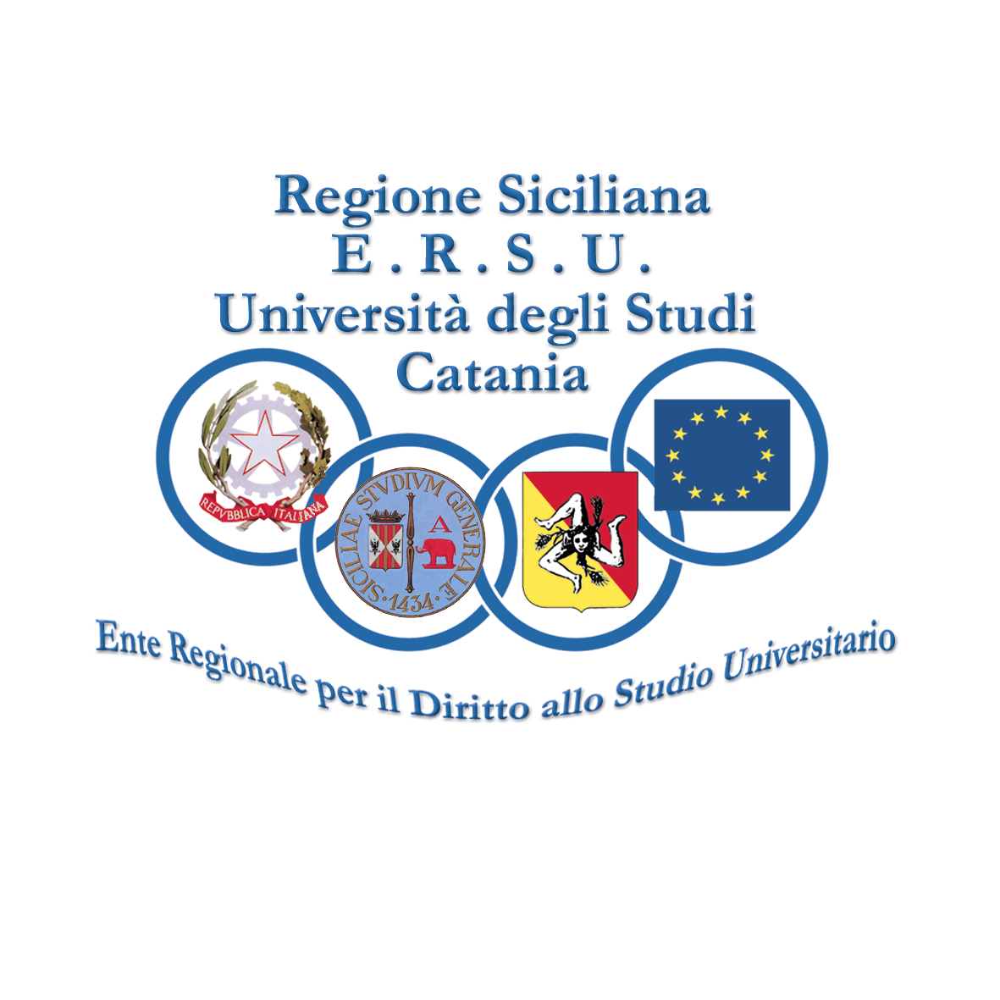 Regione Siciliana
E . R . S . U .
Università degli Studi
Catania
REPVBBLICA ITALIANA
SICILIAE STVDIVM GENERALE
A
· 1434 ·
Ente Regionale per il Diritto allo Studio Universitario